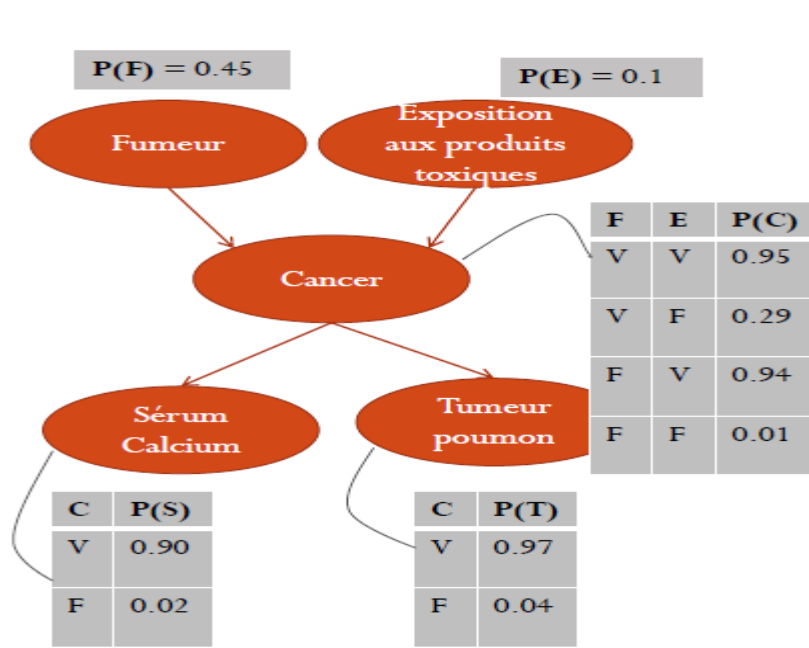 P(F) = 0.45
P(E) = 0.1
Fumeur
Exposition
aux produits
toxiques
F E P(C)
V V 0.95
V F 0.29
F V 0.94
F F 0.01
Cancer
Sérum
Calcium
Tumeur
poumon
C P(S)
V 0.90
F 0.02
C P(T)
V 0.97
F 0.04